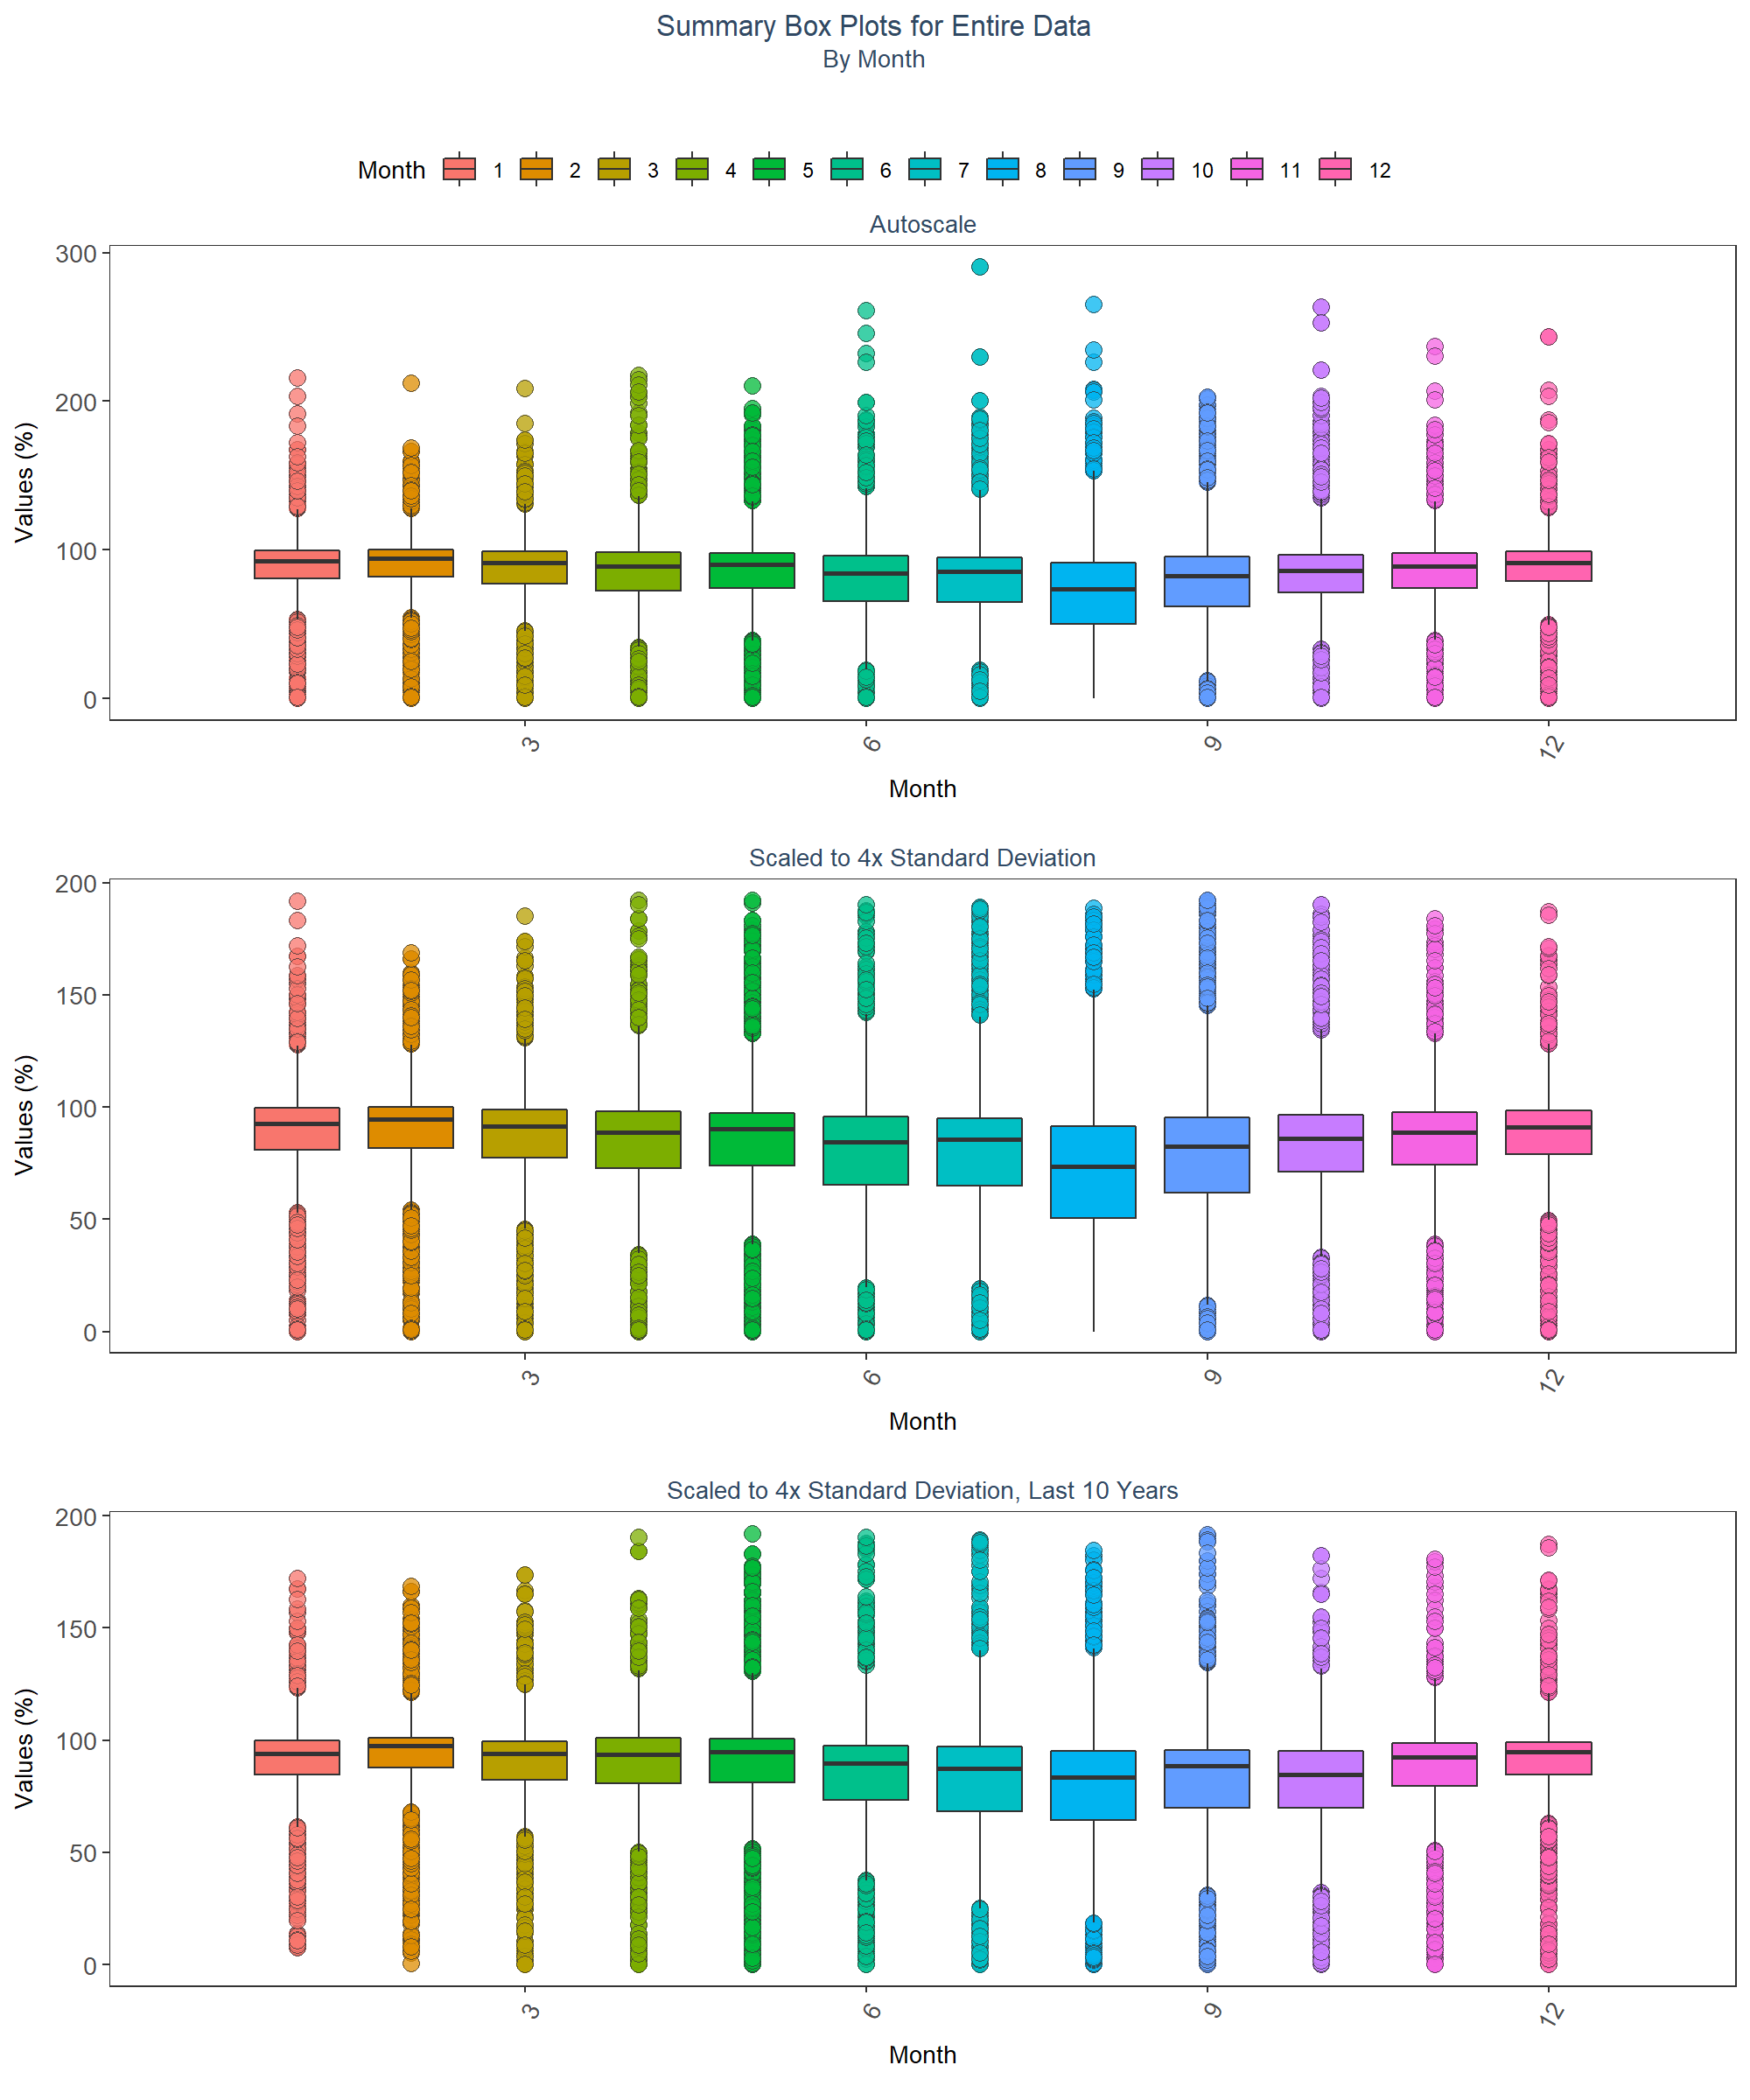 Summary Box Plots for Entire Data
By Month
Month 1 2 3 4 5 6 7 8 9 10 11 12
Autoscale
Values (%)
300
200
100
0
3 6 9 12
Month
Scaled to 4x Standard Deviation
Values (%)
200
150
100
50
0
3 6 9 12
Month
Scaled to 4x Standard Deviation, Last 10 Years
Values (%)
200
150
100
50
0
3 6 9 12
Month